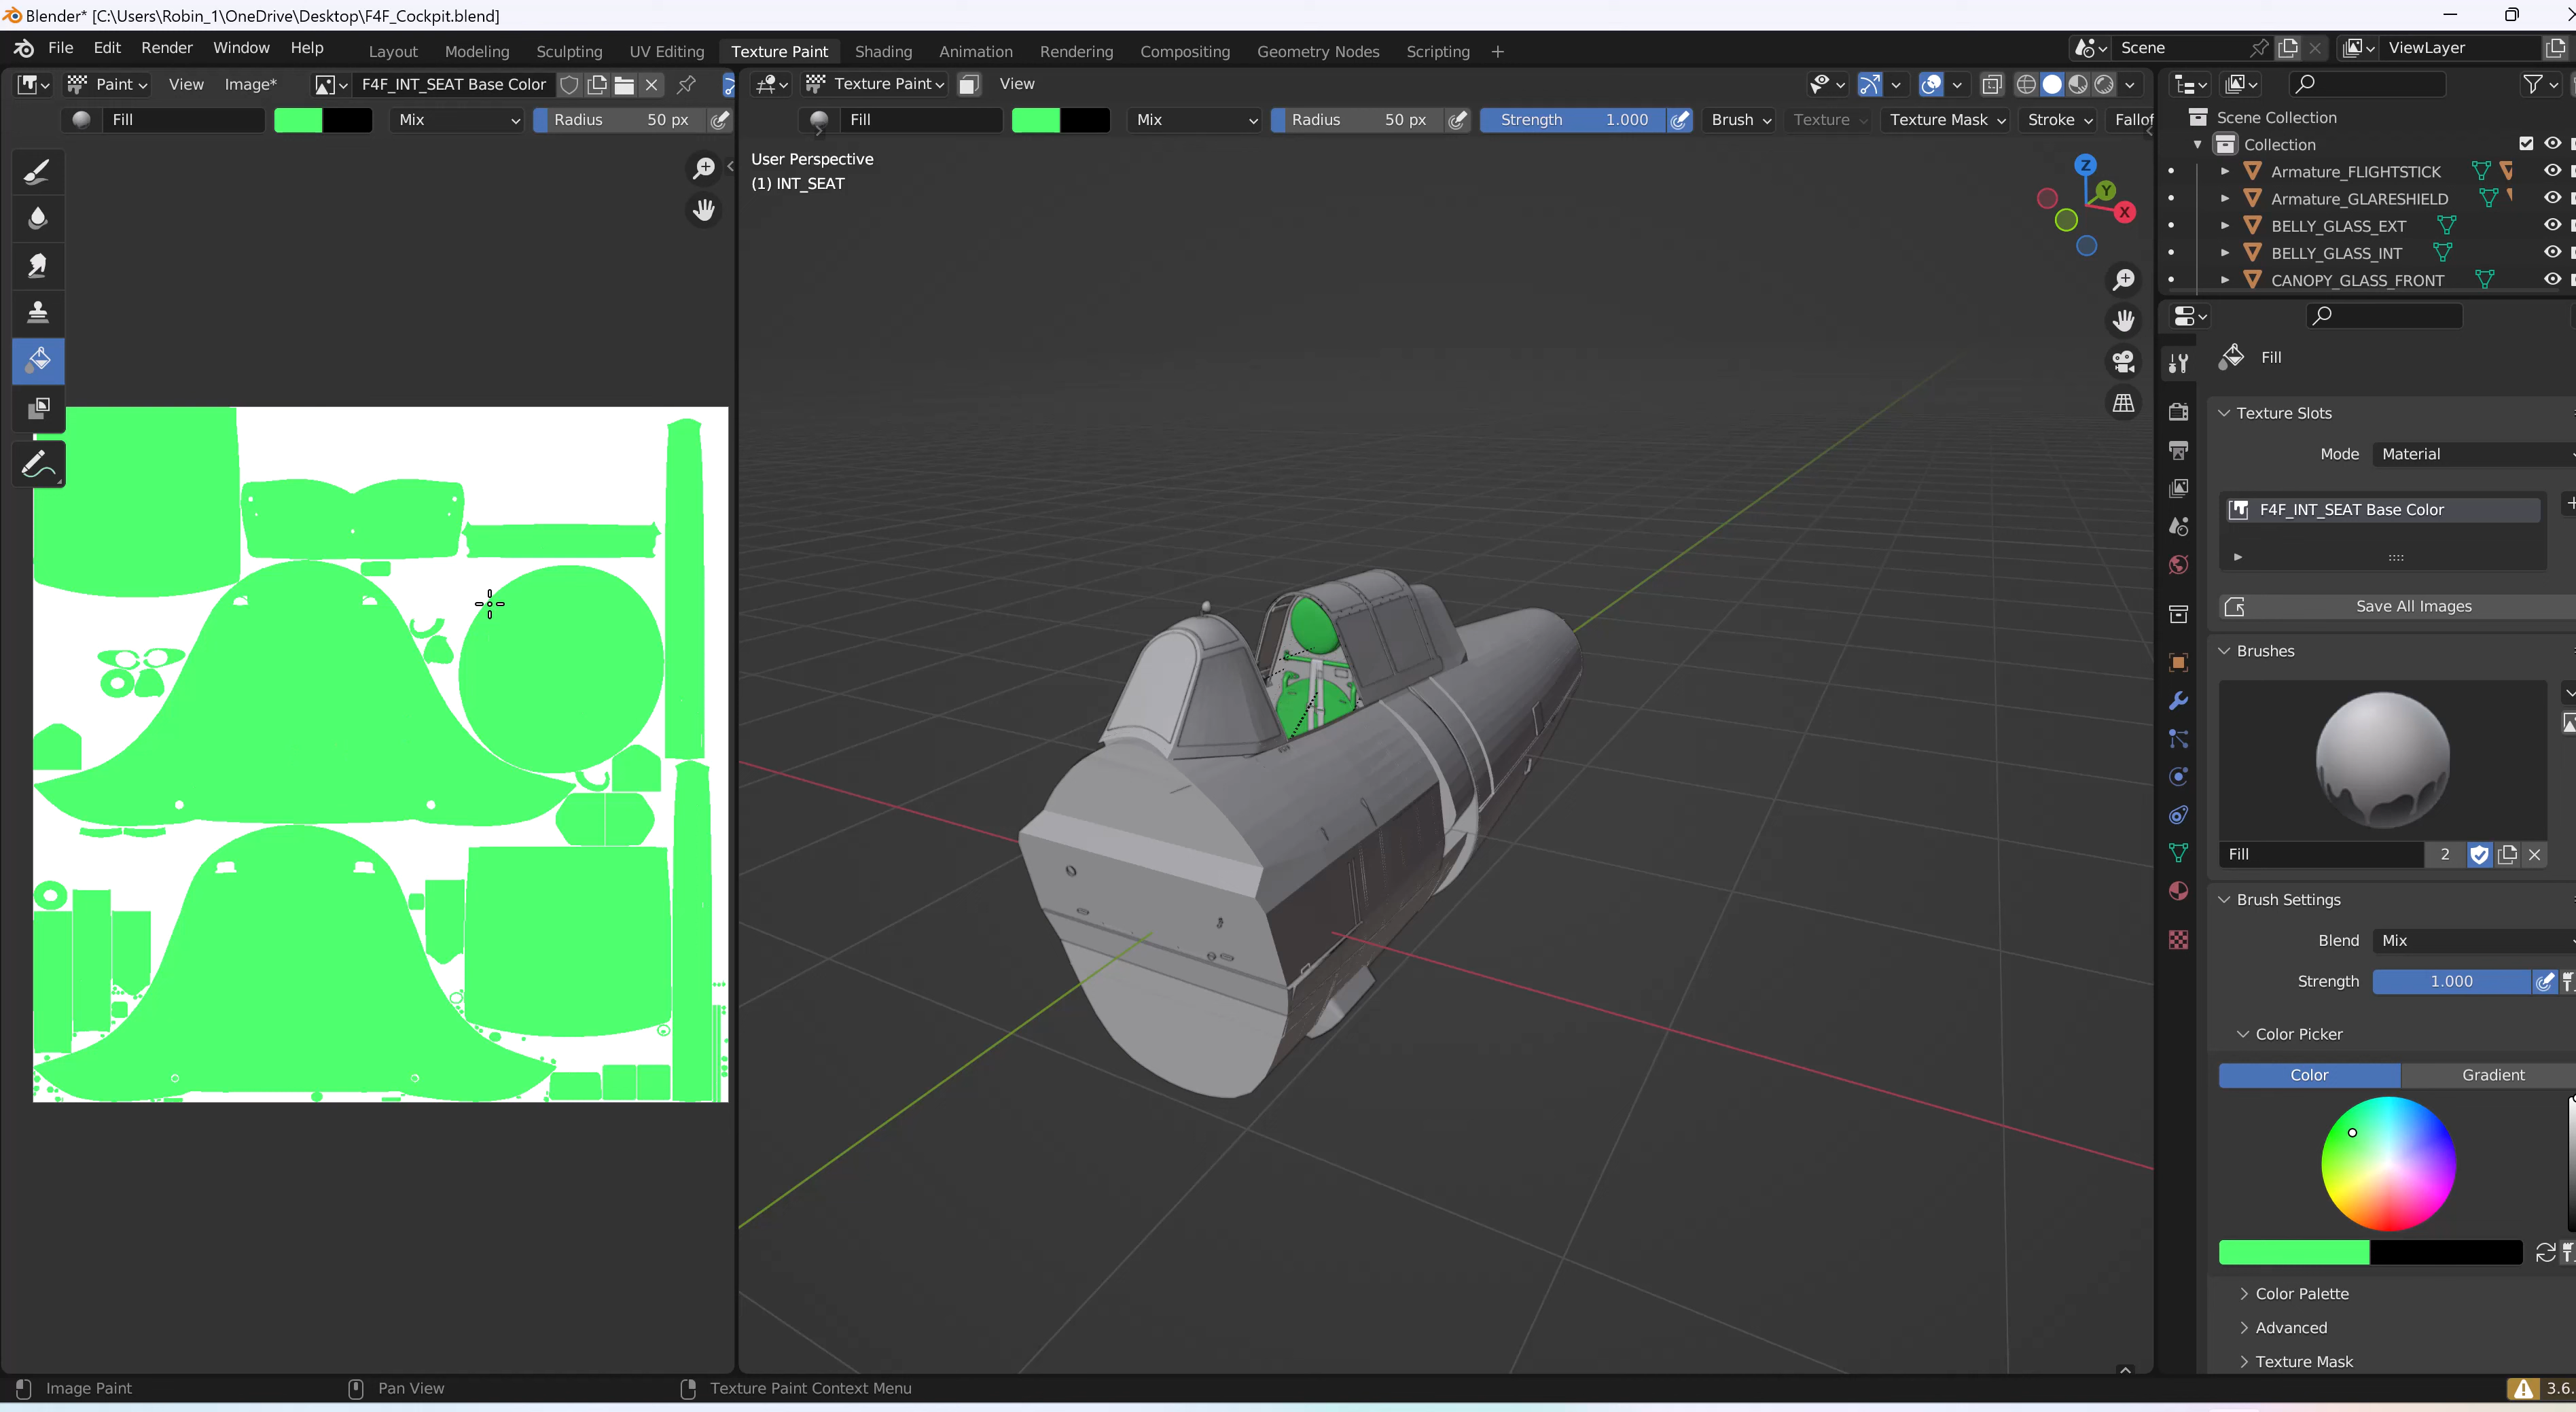 Blender* [C:\Users\Robin_1\OneDrive\Desktop\F4F_Cockpit.blend]
File Edit Render Window Help Layout Modeling Sculpting UV Editing Texture Paint Shading Animation Rendering Compositing Geometry Nodes Scripting + Scene ViewLayer
Paint View Image* F4F_INT_SEAT Base Color Texture Paint View
Fill Mix Radius 50 px Fill Mix Radius 50 px Strength 1.000 Brush Texture Texture Mask Stroke Fallof
User Perspective
(1) INT_SEAT
Z
Y
X
Scene Collection
Collection
Armature_FLIGHTSTICK
Armature_GLARESHIELD
BELLY_GLASS_EXT
BELLY_GLASS_INT
CANOPY_GLASS_FRONT
Fill
Texture Slots
Mode Material
F4F_INT_SEAT Base Color
Save All Images
Brushes
Fill 2
Brush Settings
Blend Mix
Strength 1.000
Color Picker
Color Gradient
Color Palette
Advanced
Texture Mask
Image Paint Pan View Texture Paint Context Menu 3.6.